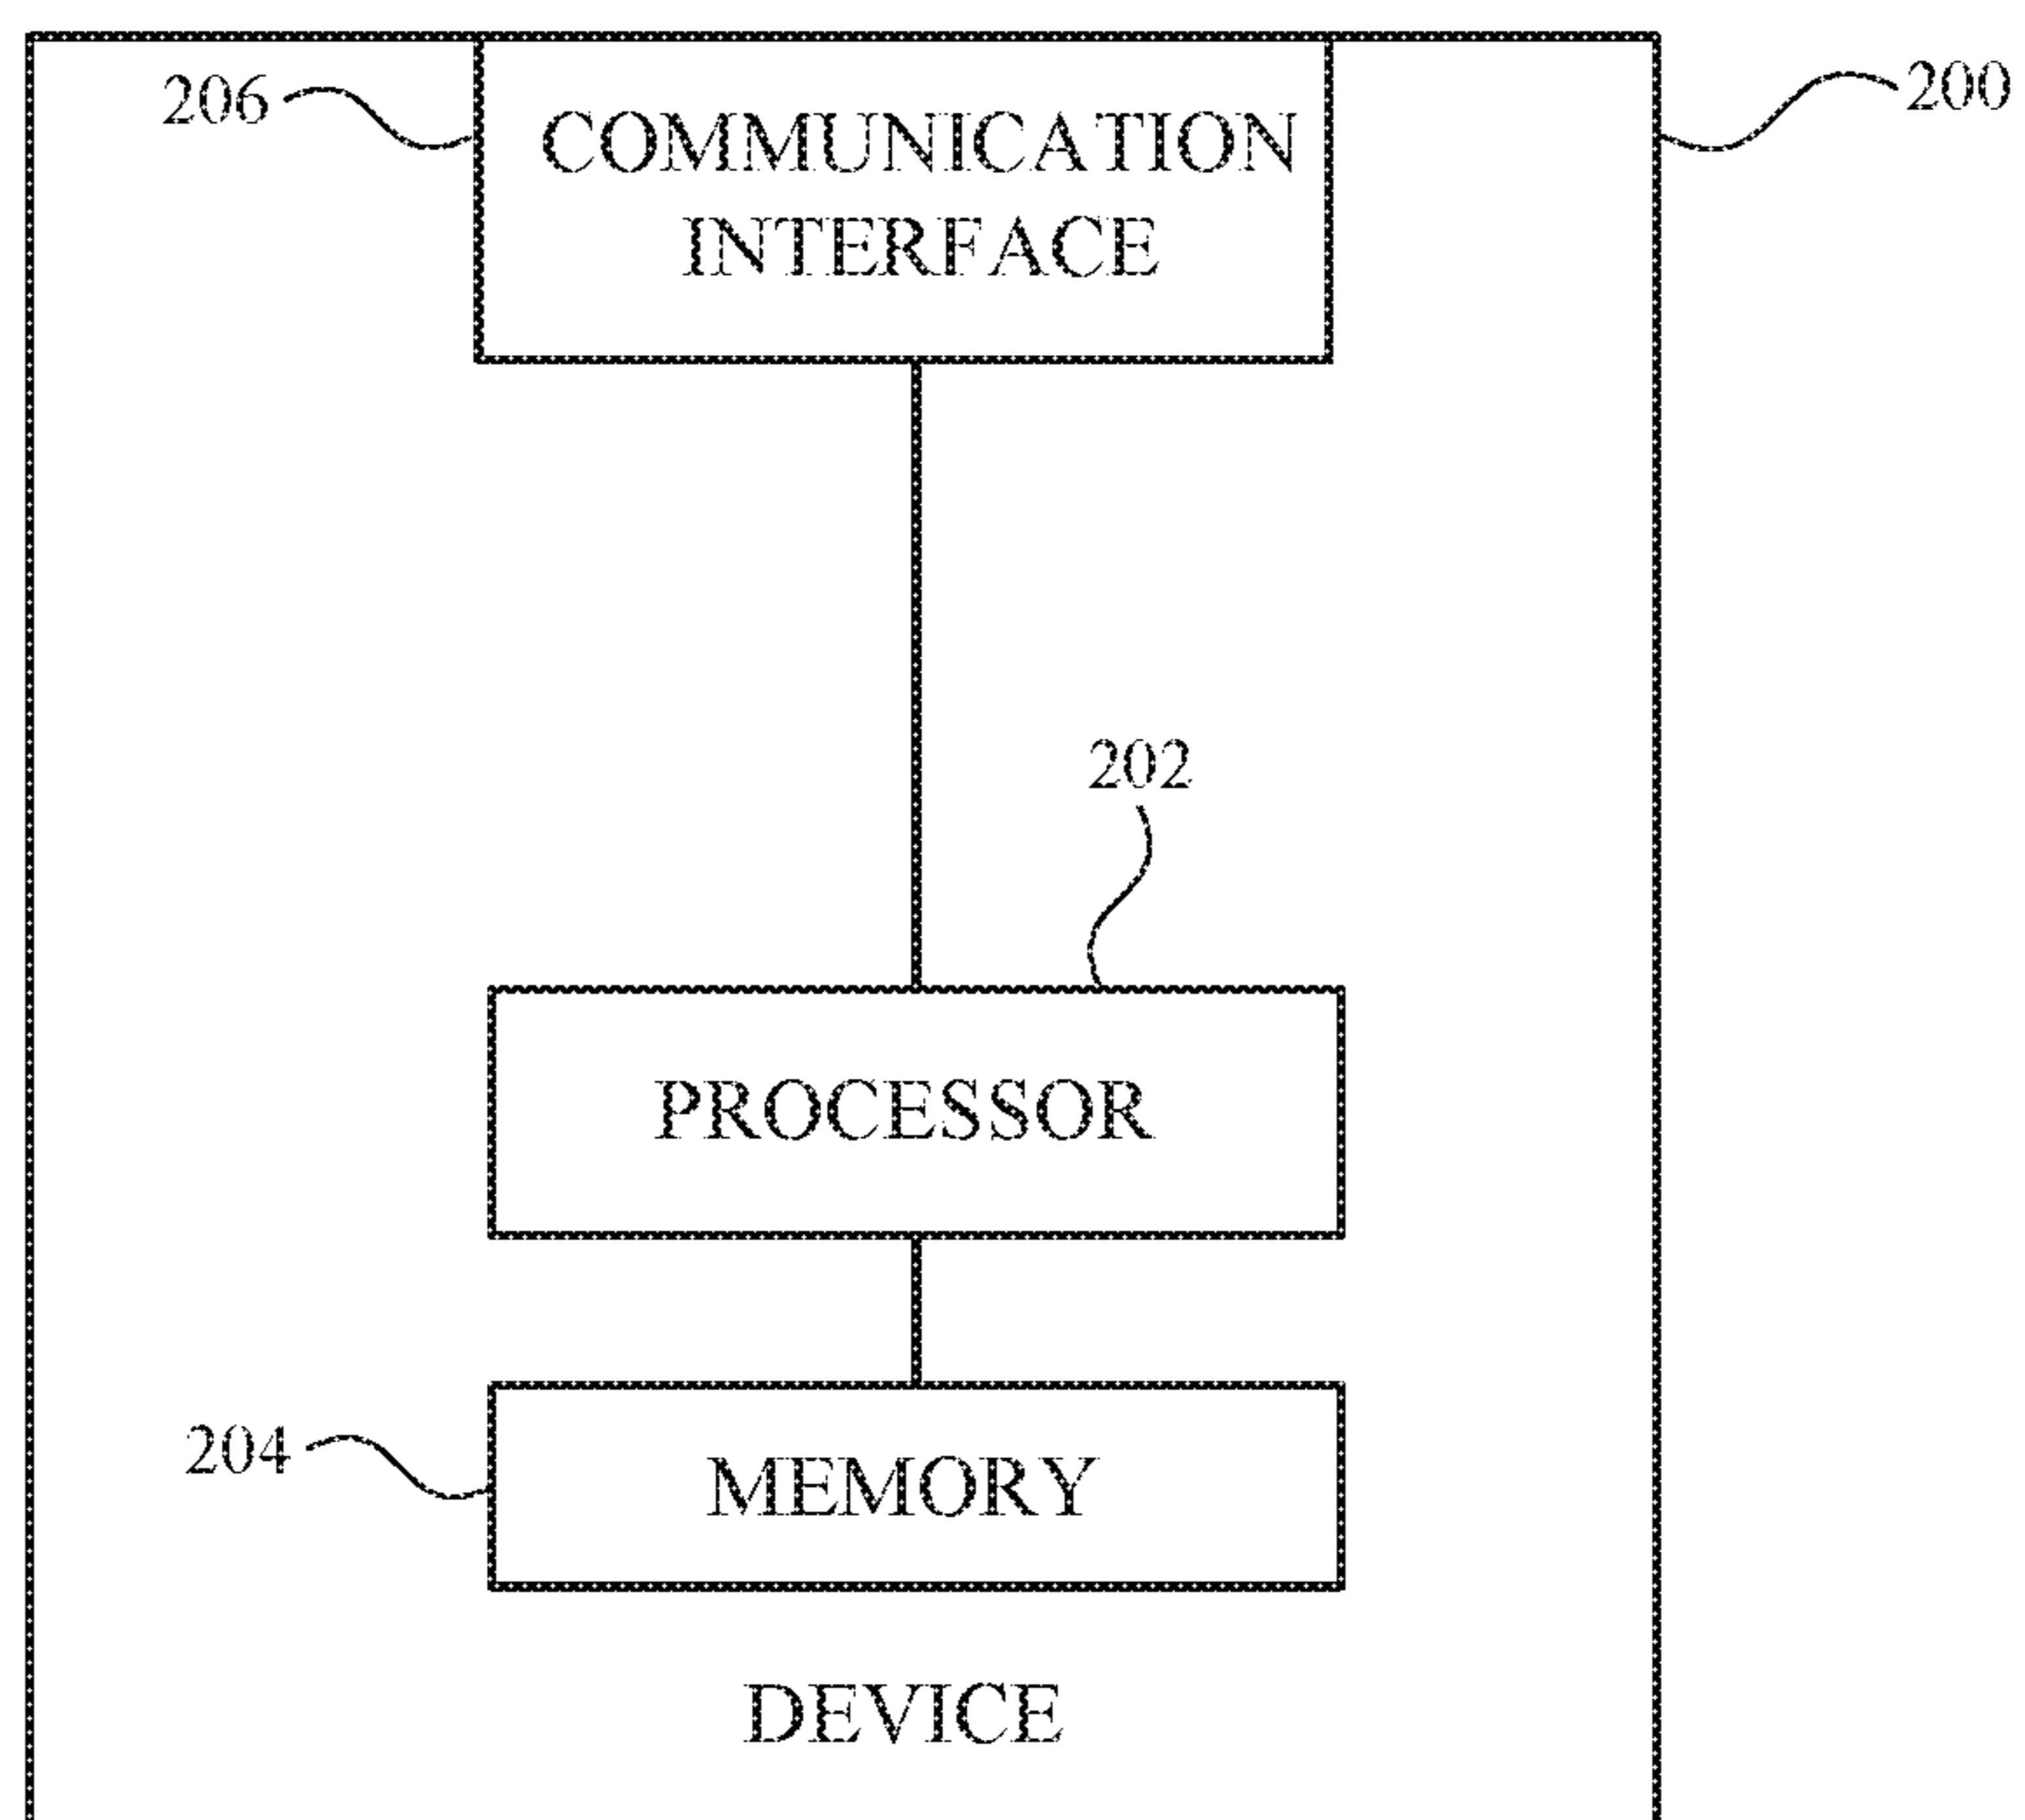 206
200
COMMUNICATION
INTERFACE
202
PROCESSOR
204
MEMORY
DEVICE